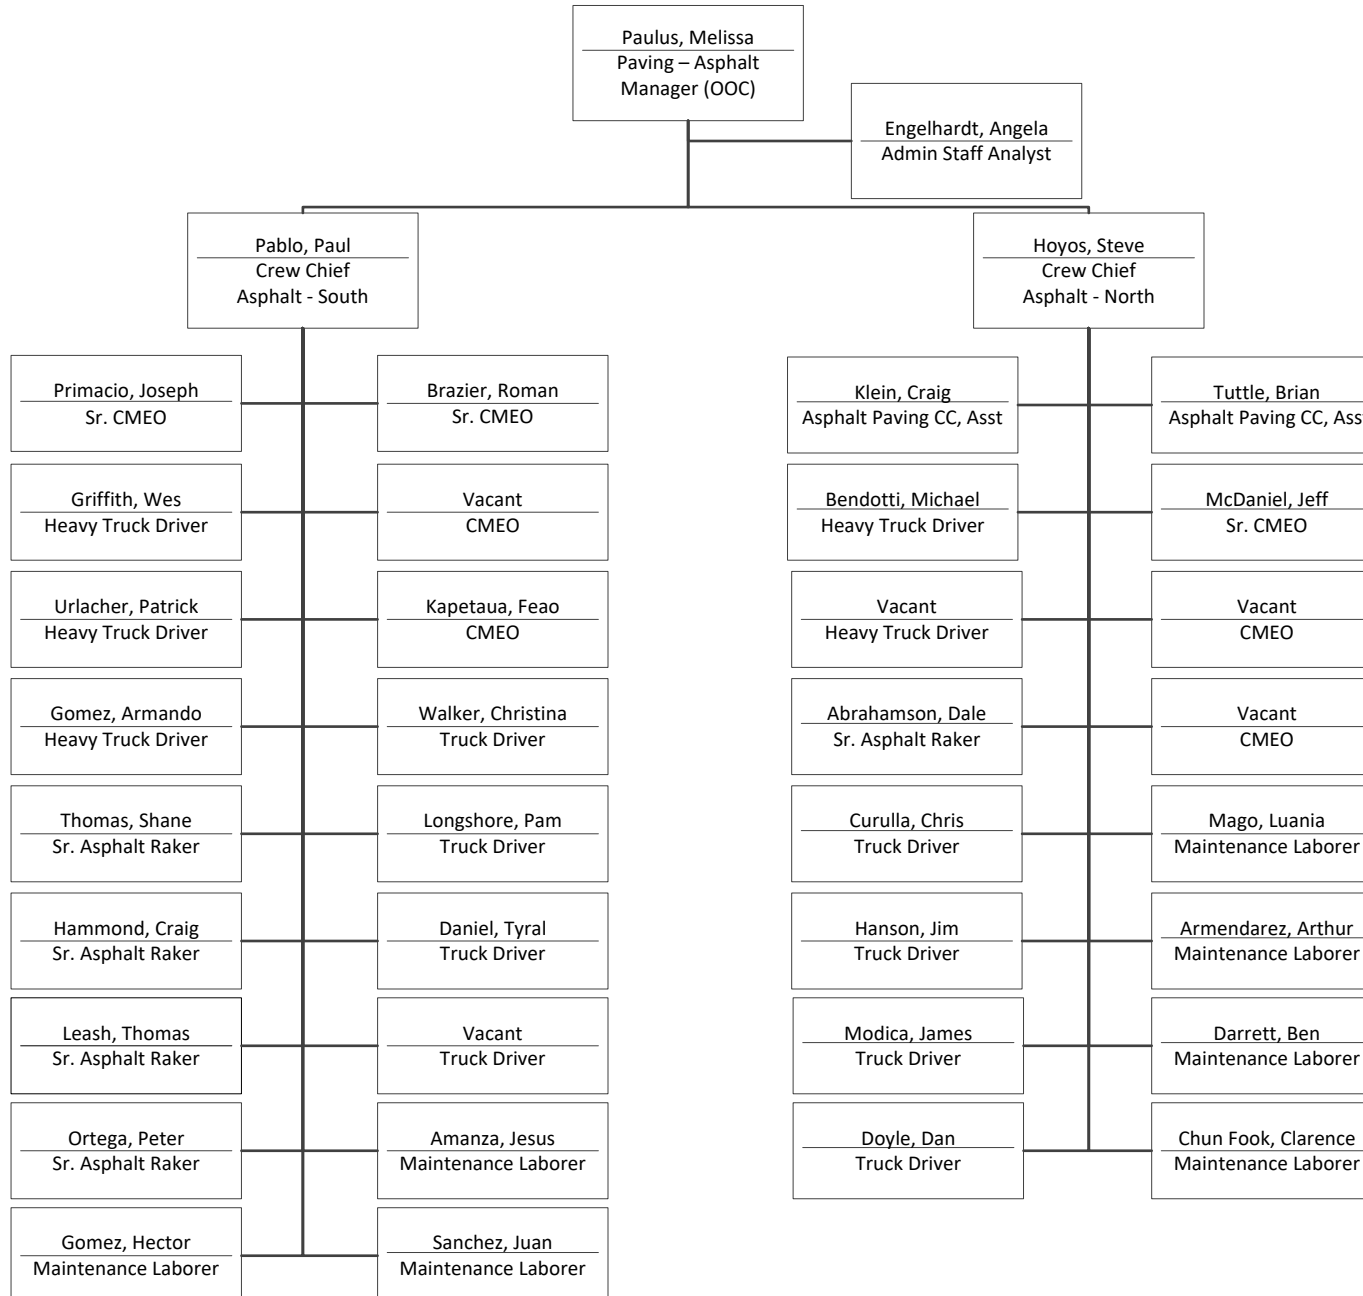 Paulus, Melissa
Paving – Asphalt
Manager (OOC)
Engelhardt, Angela
Admin Staff Analyst
Pablo, Paul
Crew Chief
Asphalt - South
Hoyos, Steve
Crew Chief
Asphalt - North
Primacio, Joseph
Sr. CMEO
Brazier, Roman
Sr. CMEO
Klein, Craig
Asphalt Paving CC, Asst
Tuttle, Brian
Asphalt Paving CC, Ass
Griffith, Wes
Heavy Truck Driver
Vacant
CMEO
Bendotti, Michael
Heavy Truck Driver
McDaniel, Jeff
Sr. CMEO
Urlacher, Patrick
Heavy Truck Driver
Kapetaua, Feao
CMEO
Vacant
Heavy Truck Driver
Vacant
CMEO
Gomez, Armando
Heavy Truck Driver
Walker, Christina
Truck Driver
Abrahamson, Dale
Sr. Asphalt Raker
Vacant
CMEO
Thomas, Shane
Sr. Asphalt Raker
Longshore, Pam
Truck Driver
Curulla, Chris
Truck Driver
Mago, Luania
Maintenance Laborer
Hammond, Craig
Sr. Asphalt Raker
Daniel, Tyral
Truck Driver
Hanson, Jim
Truck Driver
Armendarez, Arthur
Maintenance Laborer
Leash, Thomas
Sr. Asphalt Raker
Vacant
Truck Driver
Modica, James
Truck Driver
Darrett, Ben
Maintenance Laborer
Ortega, Peter
Sr. Asphalt Raker
Amanza, Jesus
Maintenance Laborer
Doyle, Dan
Truck Driver
Chun Fook, Clarence
Maintenance Laborer
Gomez, Hector
Maintenance Laborer
Sanchez, Juan
Maintenance Laborer